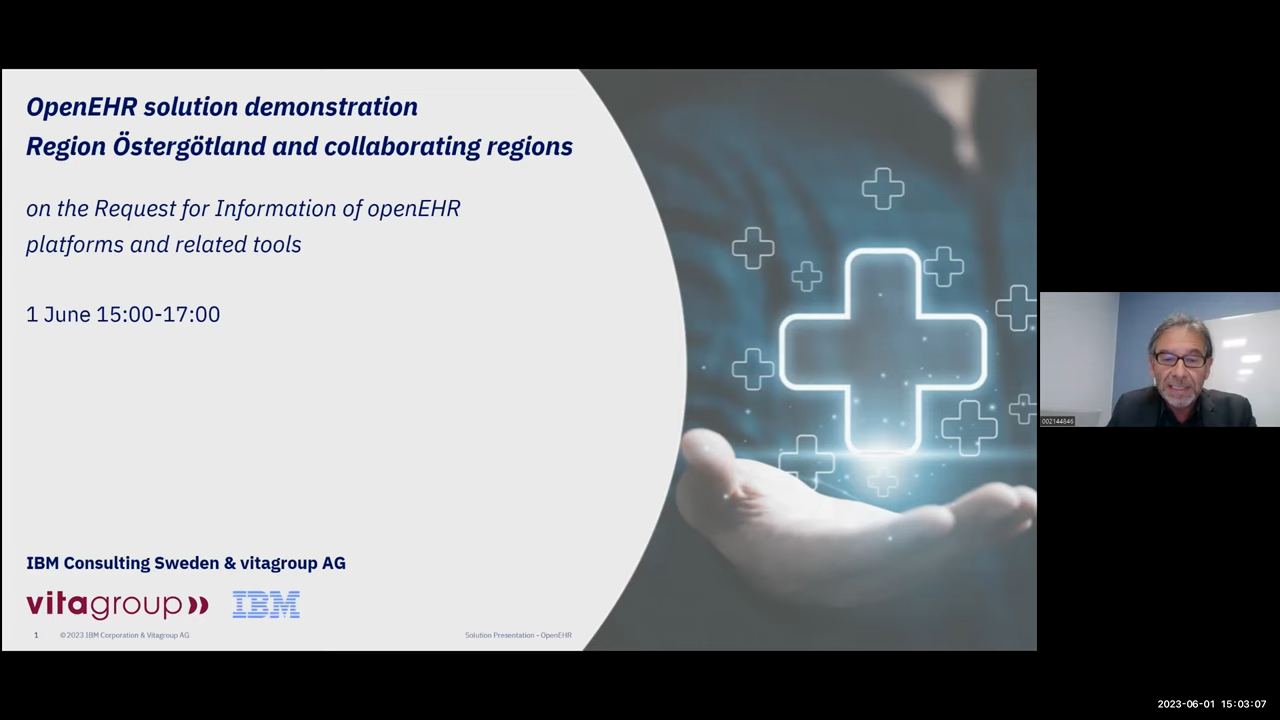 OpenEHR solution demonstration
Region Östergötland and collaborating regions
on the Request for Information of openEHR
platforms and related tools
1 June 15:00-17:00
IBM Consulting Sweden & vitagroup AG
vitagroup IBM
1 ©2023 IBM Corporation & Vitagroup AG Solution Presentation - OpenEHR
002144846
2023-06-01 15:03:07